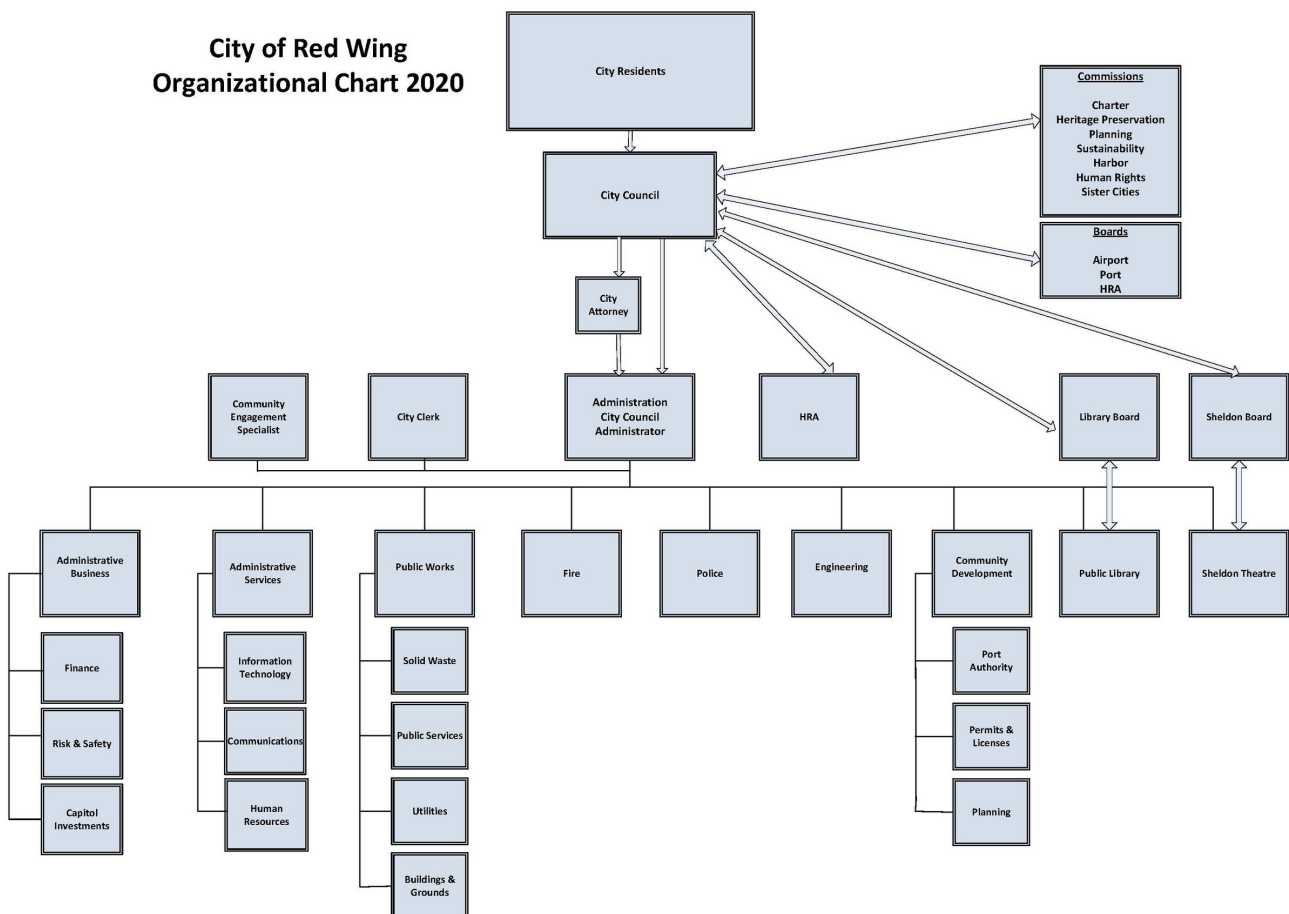 City of Red Wing
Organizational Chart 2020
City Residents
Commissions
Charter
Heritage Preservation
Planning
Sustainability
Harbor
Human Rights
Sister Cities
City Council
Boards
Airport
Port
HRA
City
Attorney
Community
Engagement
Specialist
City Clerk
Administration
City Council
Administrator
HRA
Library Board
Sheldon Board
Administrative
Business
Administrative
Services
Public Works
Fire
Police
Engineering
Community
Development
Public Library
Sheldon Theatre
Finance
Risk & Safety
Capitol
Investments
Information
Technology
Communications
Human
Resources
Solid Waste
Public Services
Utilities
Buildings &
Grounds
Port
Authority
Permits &
Licenses
Planning